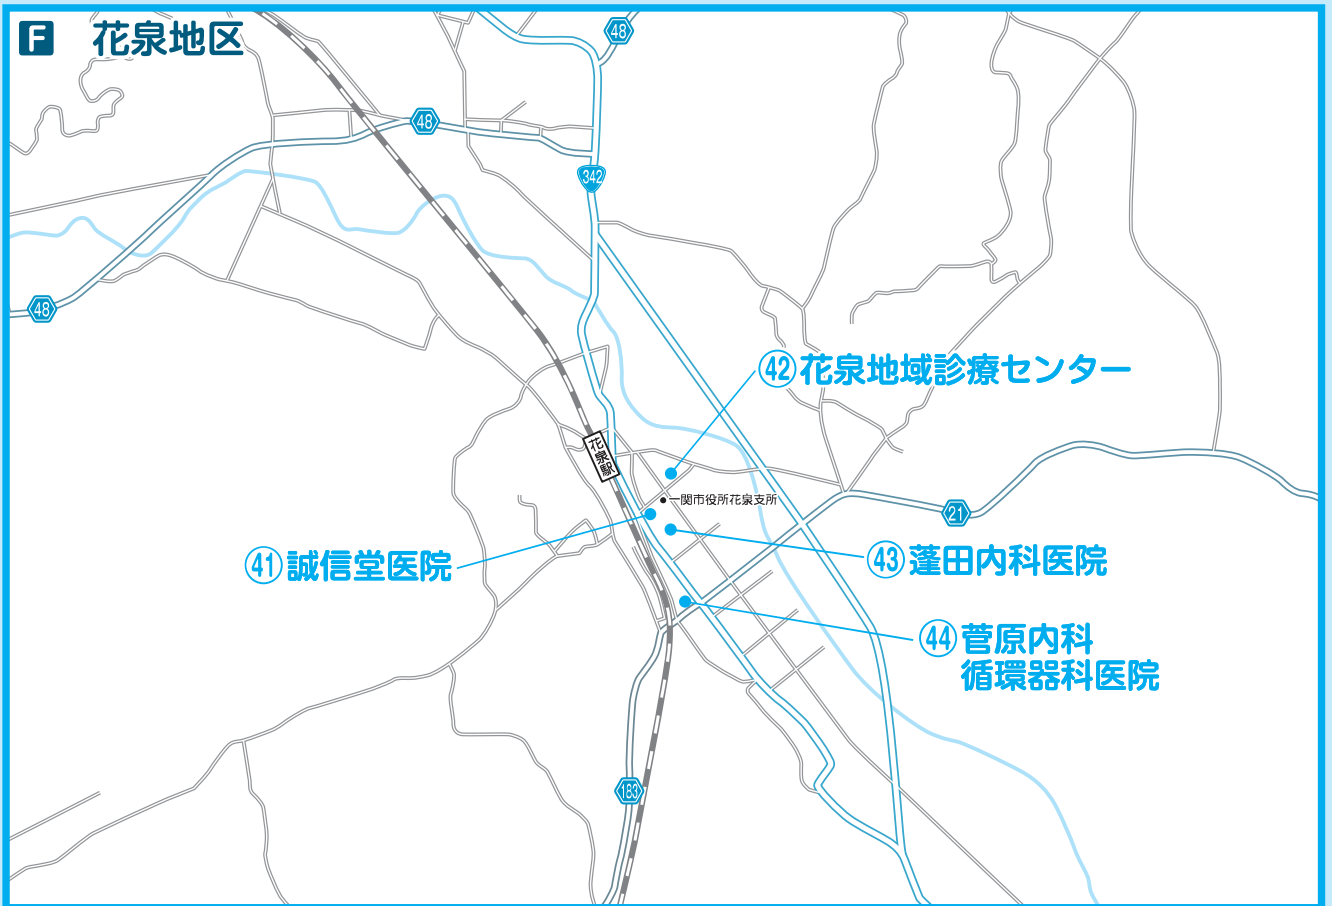 F 花泉地区
48
48
342
48
㊷花泉地域診療センター
花泉駅
一関市役所花泉支所
21
㊶誠信堂医院
㊸蓬田内科医院
㊹菅原内科
循環器科医院
183